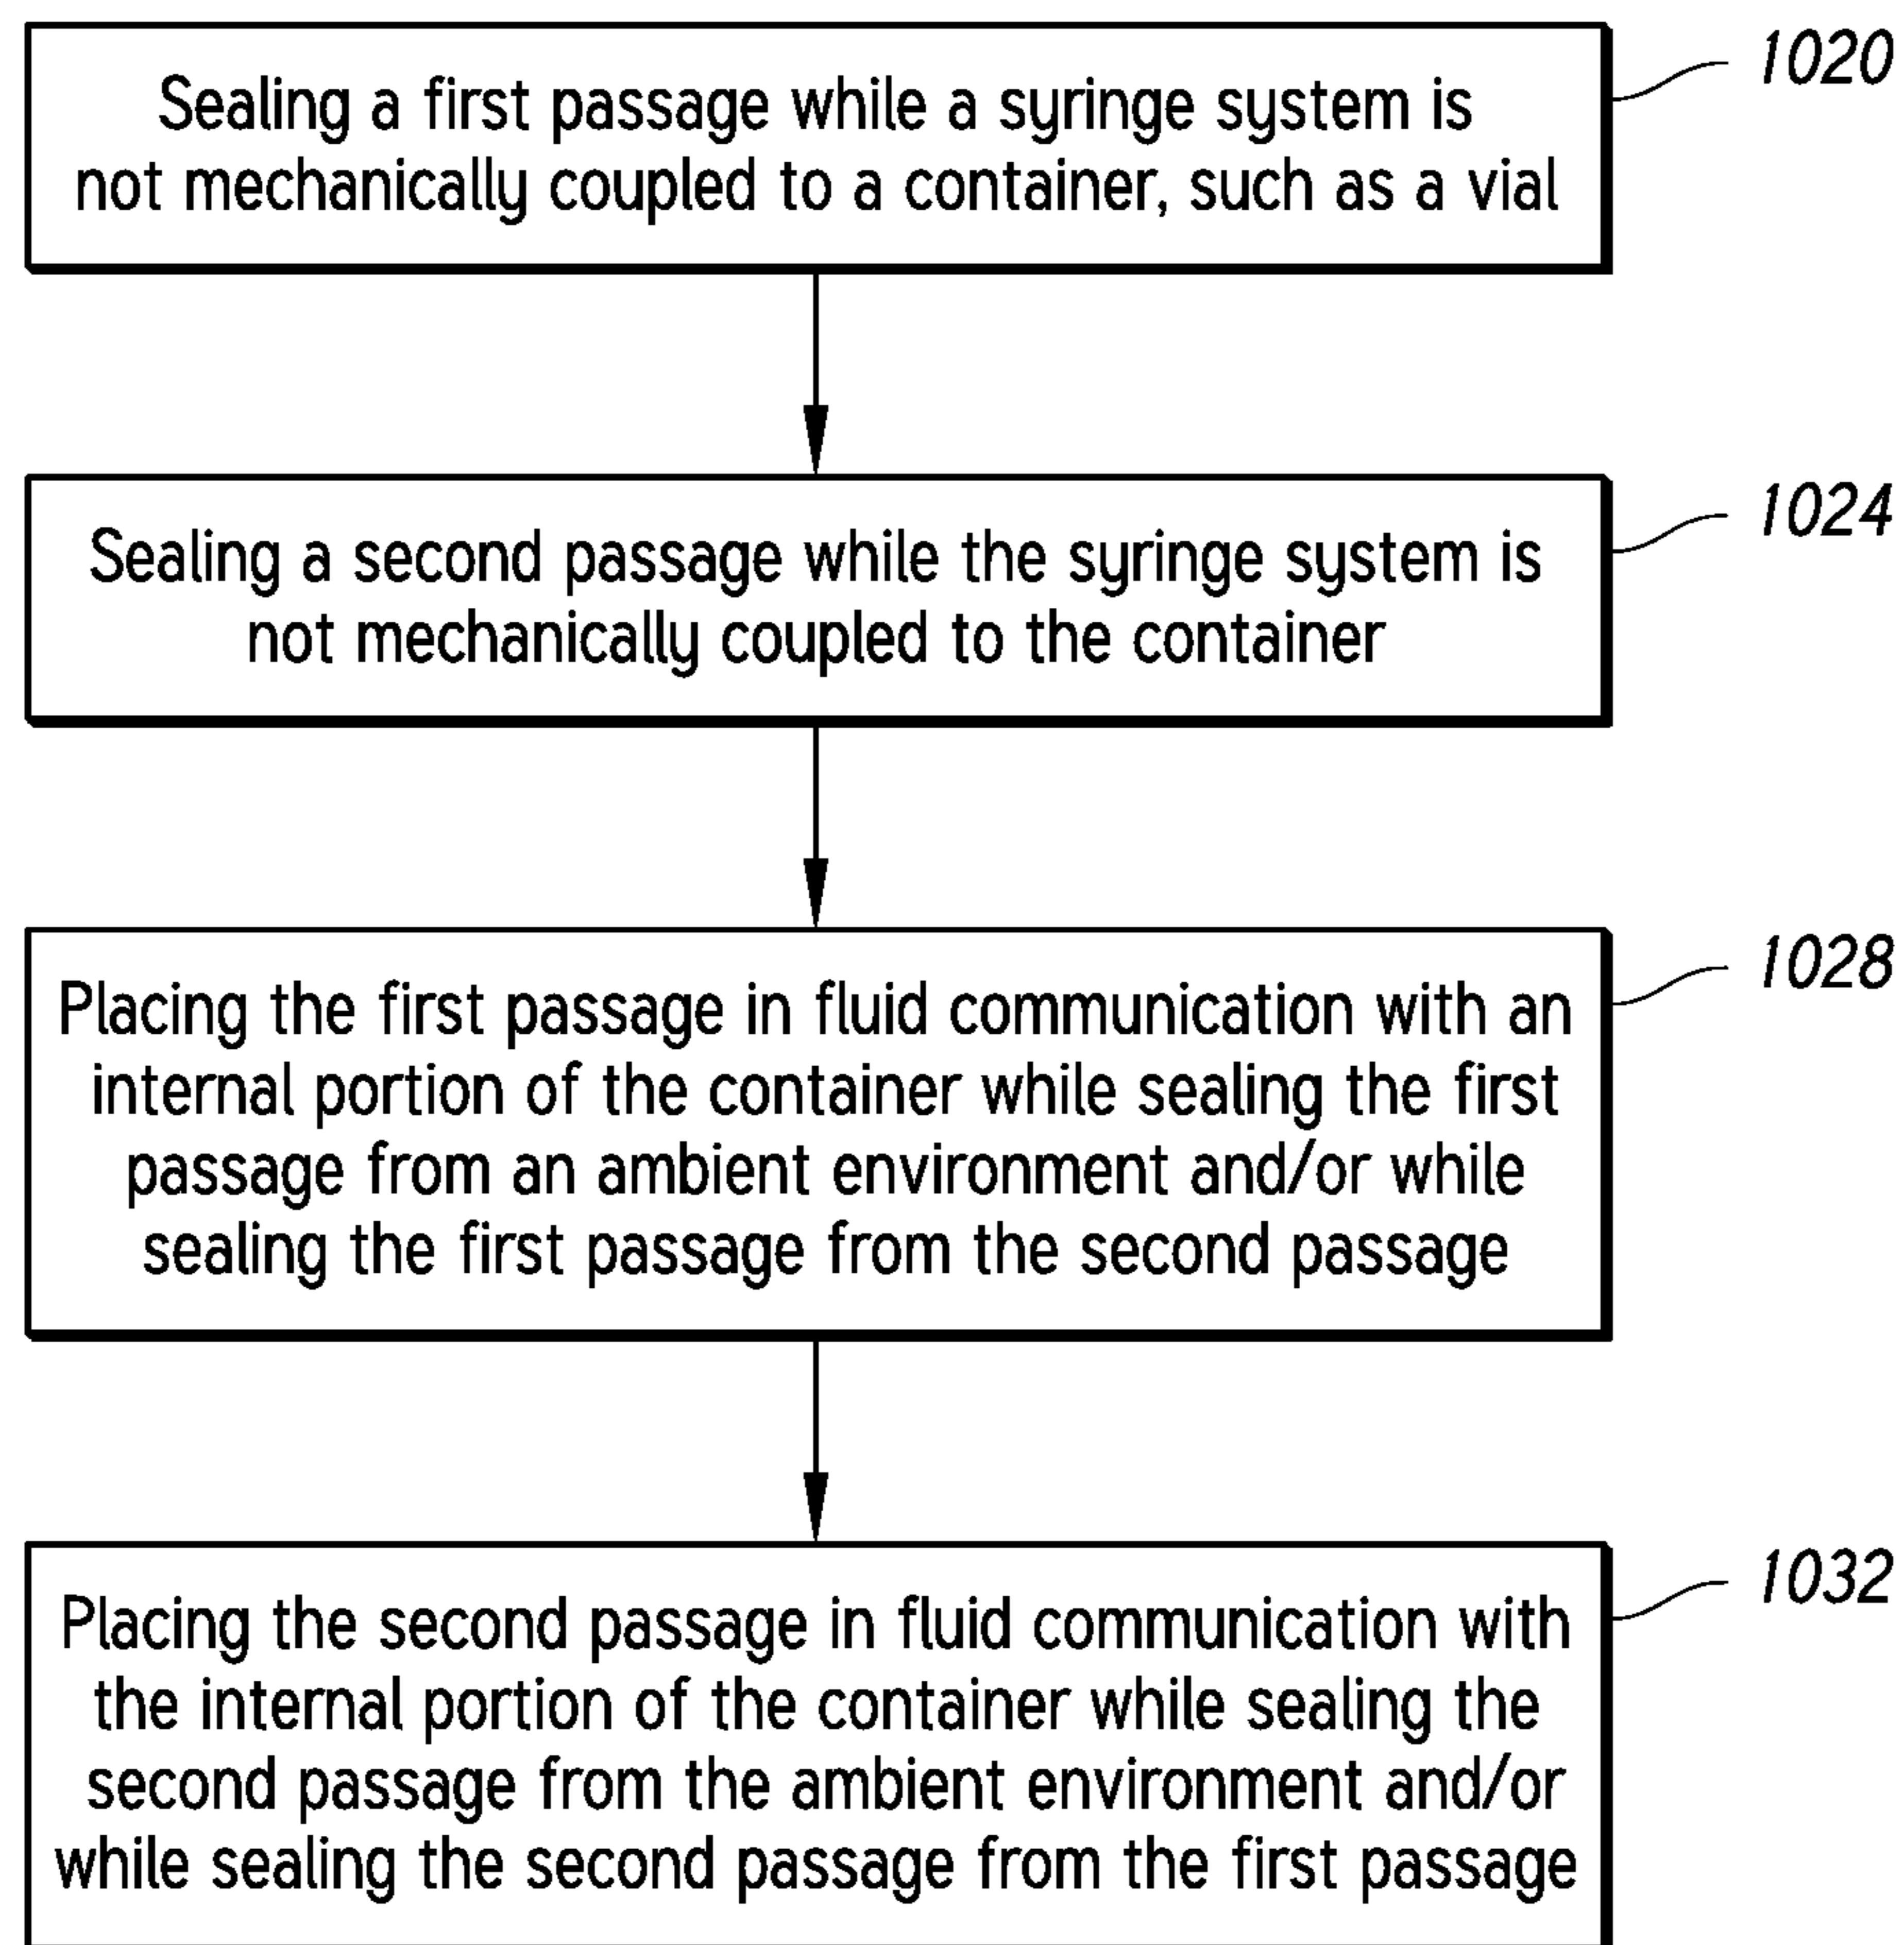 Sealing a first passage while a syringe system is
not mechanically coupled to a container, such as a vial
1020
Sealing a second passage while the syringe system is
not mechanically coupled to the container
1024
Placing the first passage in fluid communication with an
internal portion of the container while sealing the first
passage from an ambient environment and/or while
sealing the first passage from the second passage
1028
Placing the second passage in fluid communication with
the internal portion of the container while sealing the
second passage from the ambient environment and/or
while sealing the second passage from the first passage
1032